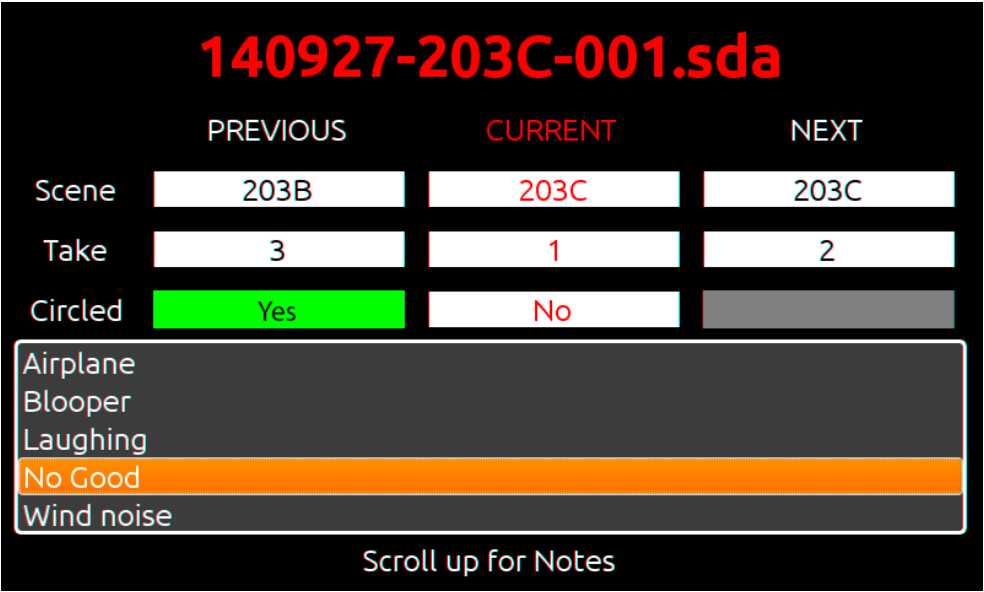 140927-203C-001.sda
PREVIOUS CURRENT NEXT
Scene 203B 203C 203C
Take 3 1 2
Circled Yes No
Airplane
Blooper
Laughing
No Good
Wind noise
Scroll up for Notes